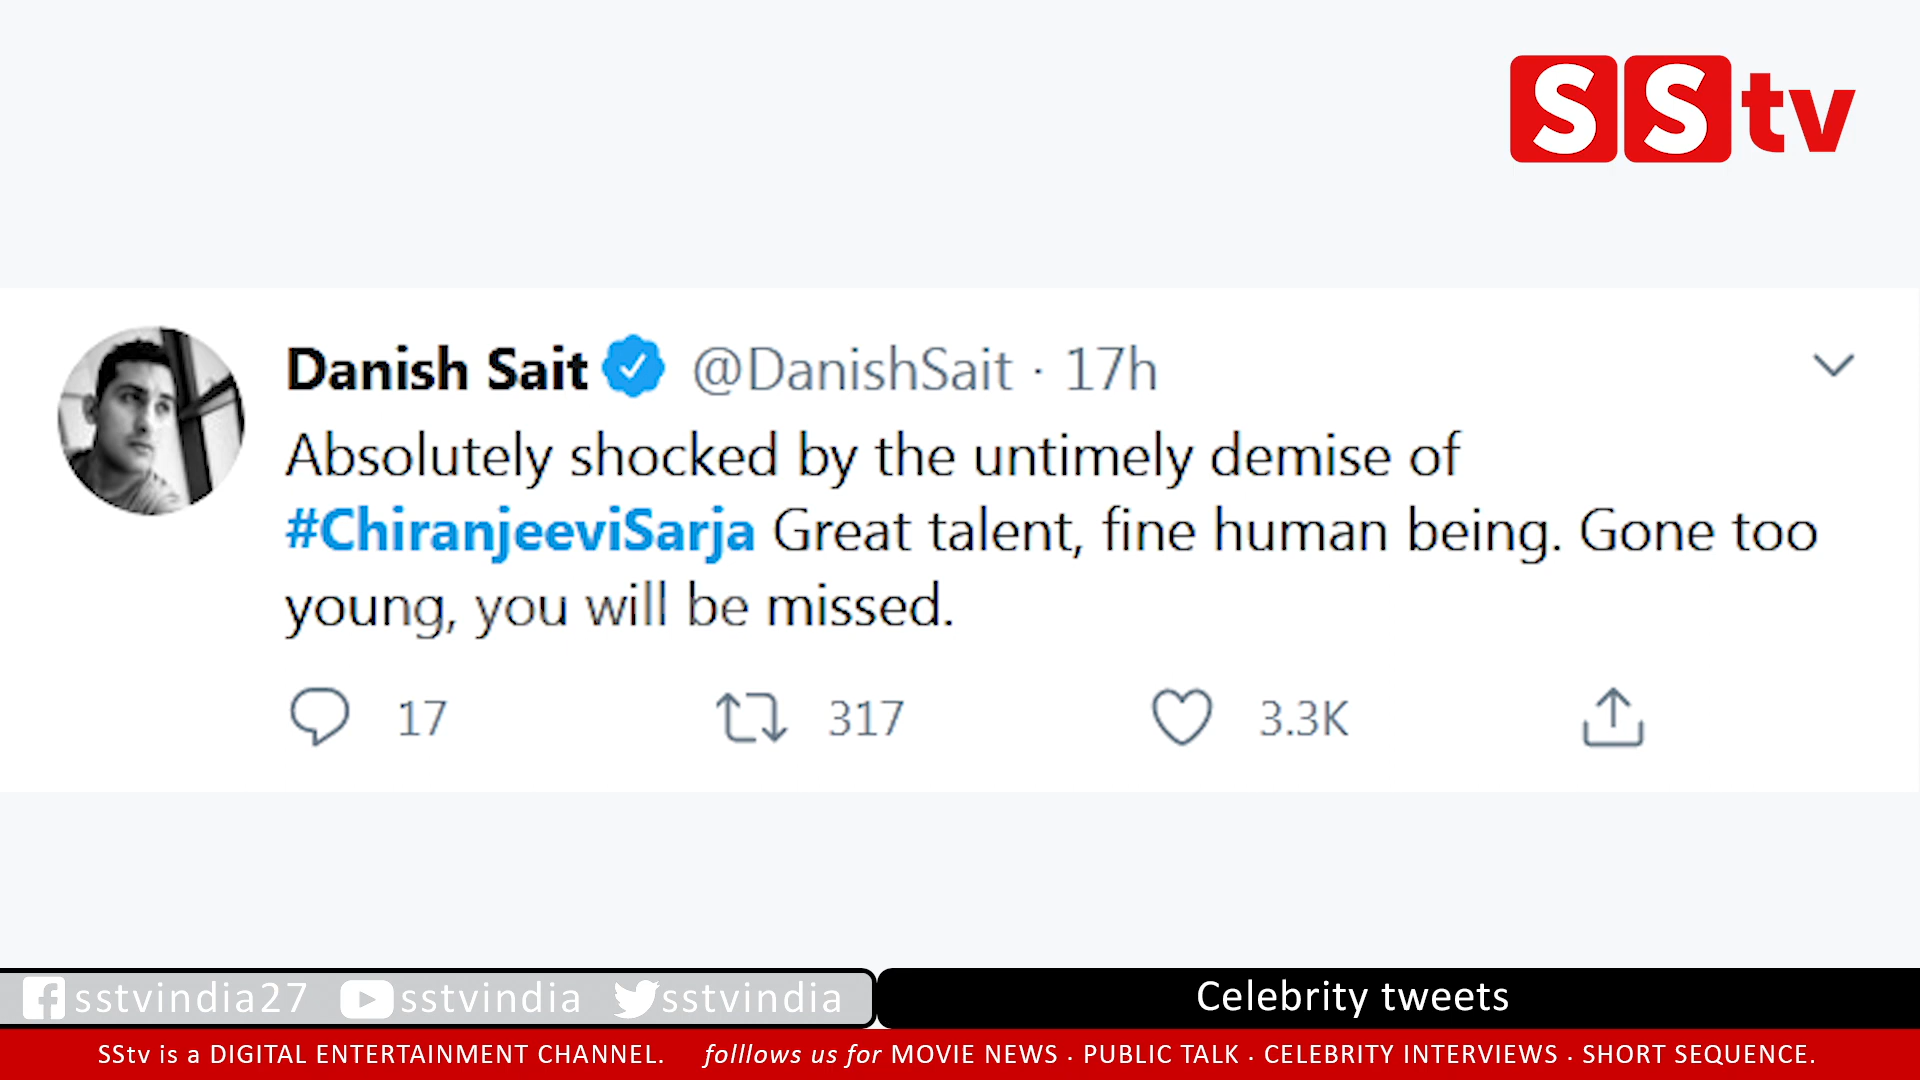 SStv
Danish Sait @DanishSait · 17h
Absolutely shocked by the untimely demise of
#ChiranjeeviSarja Great talent, fine human being. Gone too
young, you will be missed.
17 317 3.3K
sstvindia27 sstvindia sstvindia
Celebrity tweets
SStv is a DIGITAL ENTERTAINMENT CHANNEL. folllows us for MOVIE NEWS · PUBLIC TALK · CELEBRITY INTERVIEWS · SHORT SEQUENCE.